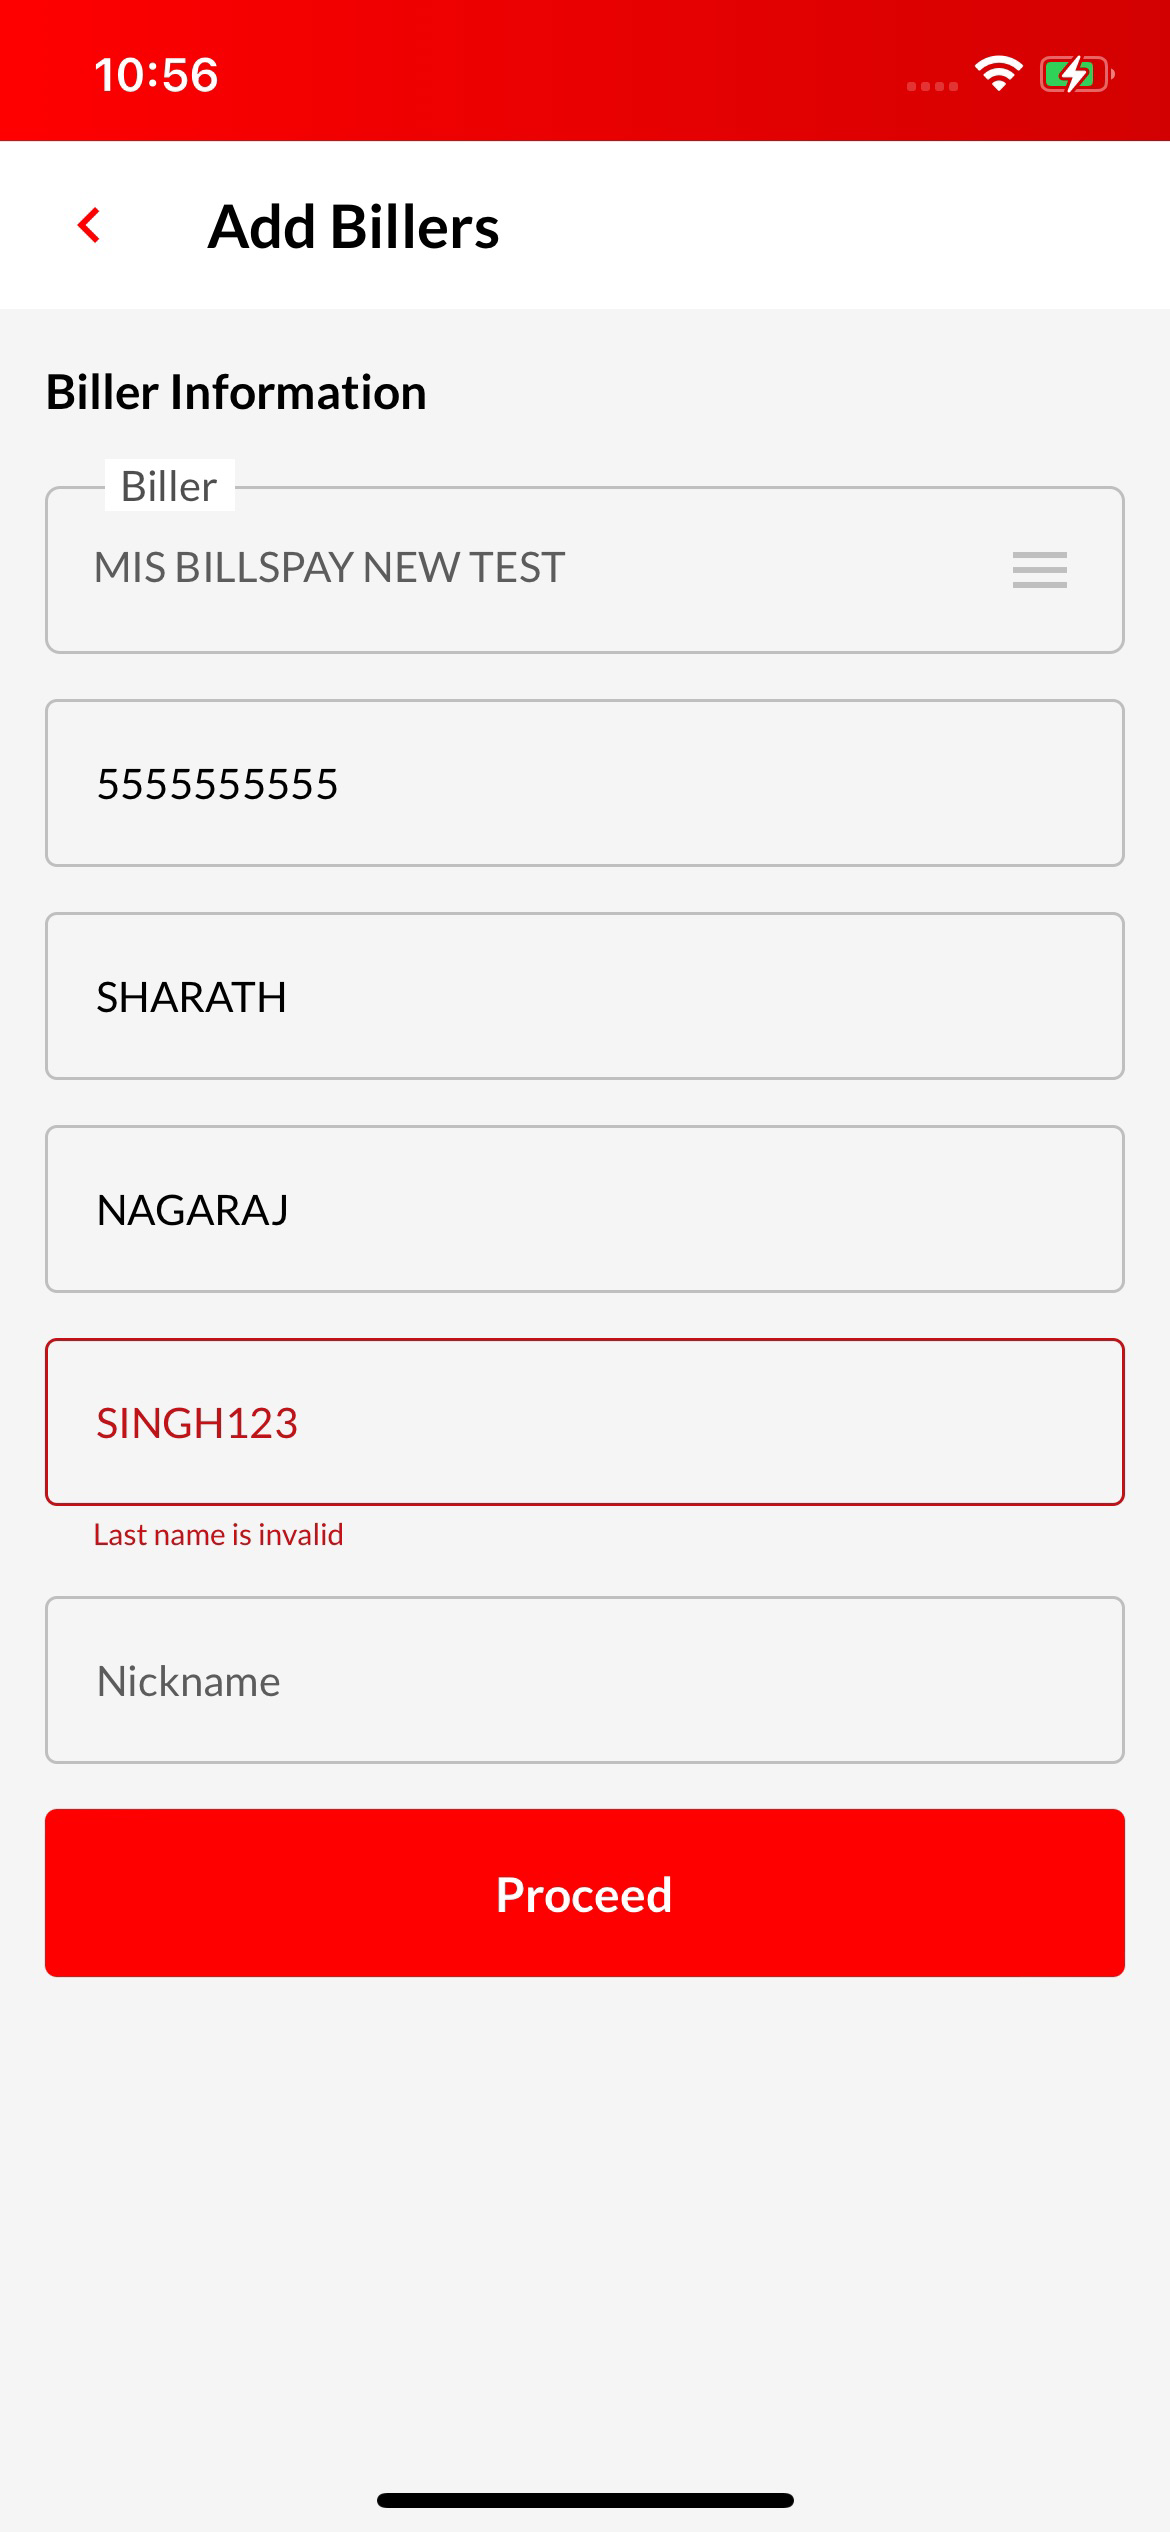 10:56
Add Billers
Biller Information
Biller
MIS BILLSPAY NEW TEST
5555555555
SHARATH
NAGARAJ
SINGH123
Last name is invalid
Nickname
Proceed